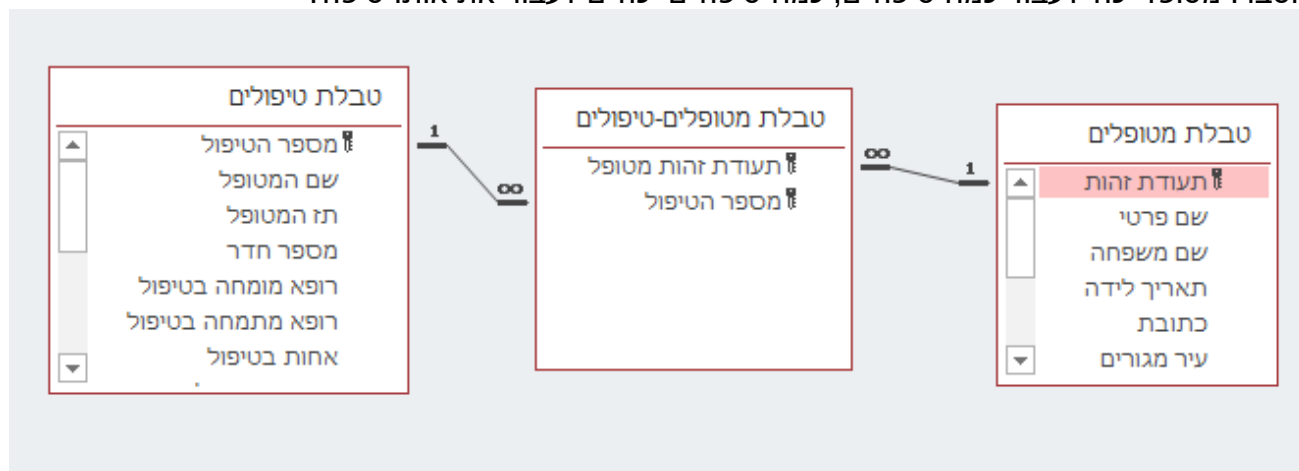 טבלת מטופלים
תעודת זהות
שם פרטי
שם משפחה
תאריך לידה
כתובת
עיר מגורים
1
∞
טבלת מטופלים-טיפולים
תעודת זהות מטופל
מספר הטיפול
∞
1
טבלת טיפולים
מספר הטיפול
שם המטופל
תז המטופל
מספר חדר
רופא מומחה בטיפול
רופא מתמחה בטיפול
אחות בטיפול